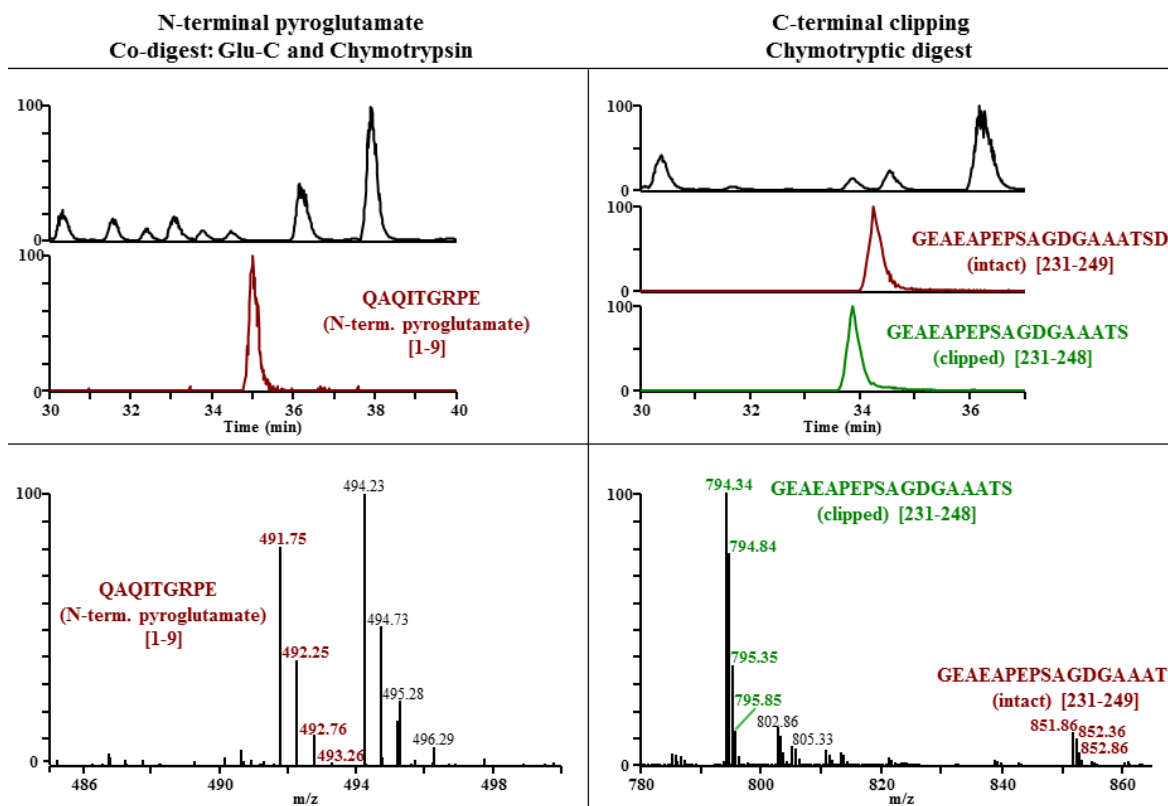 N-terminal pyroglutamate
Co-digest: Glu-C and Chymotrypsin
C-terminal clipping
Chymotryptic digest
100
0
100
QAQITGRPE
(N-term. pyroglutamate)
[1-9]
0
30 32 34 36 38 40
Time (min)
100
0
100
GEAEAPEPSAGDGAAATSD
(intact) [231-249]
0
100
GEAEAPEPSAGDGAAATS
(clipped) [231-248]
0
30 32 34 36
Time (min)
100
494.23
491.75
QAQITGRPE
(N-term. pyroglutamate)
[1-9]
494.73
492.25
495.28
492.76
493.26
496.29
0
486 490 494 498
m/z
100
794.34
GEAEAPEPSAGDGAAATS
(clipped) [231-248]
794.84
795.35
795.85
802.86
805.33
GEAEAPEPSAGDGAAATS
(intact) [231-249]
851.86
852.36
852.86
0
780 800 820 840 860
m/z